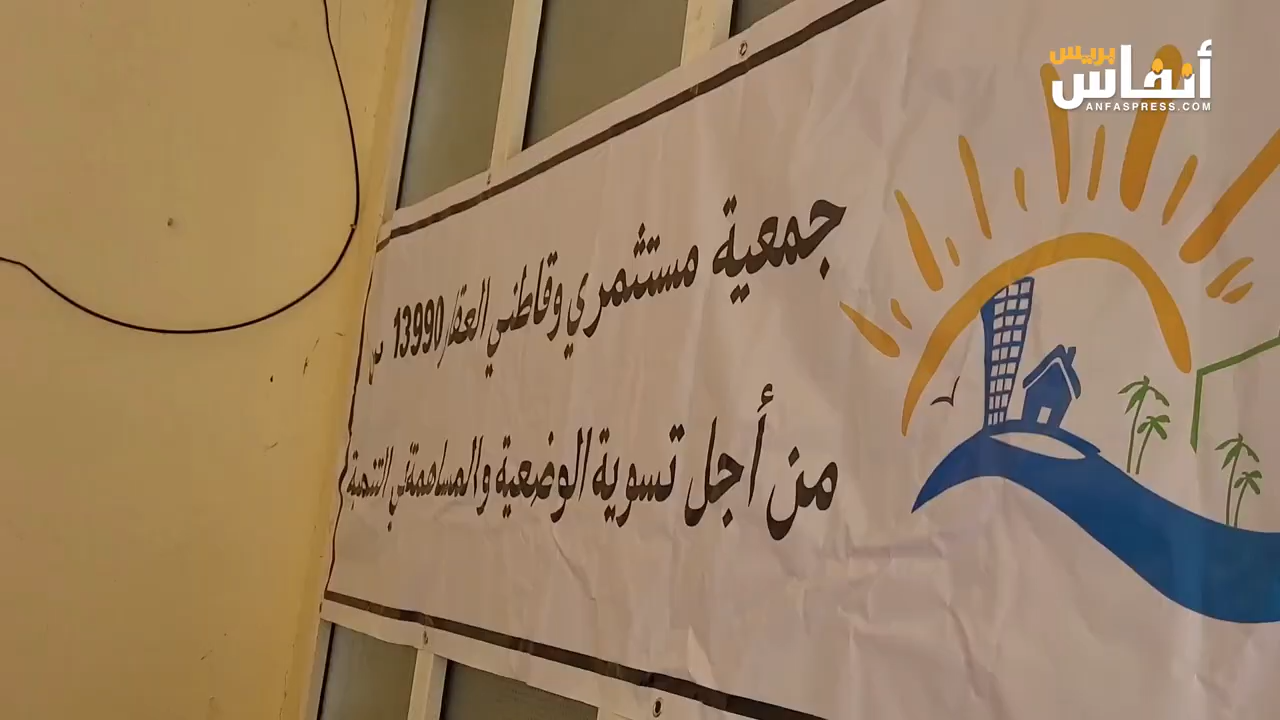 أنفاس بريس
ANFASPRESS.COM
جمعية مستثمري وقاطني العقار 13990 س
من أجل تسوية الوضعية والمساهمة في التنمية